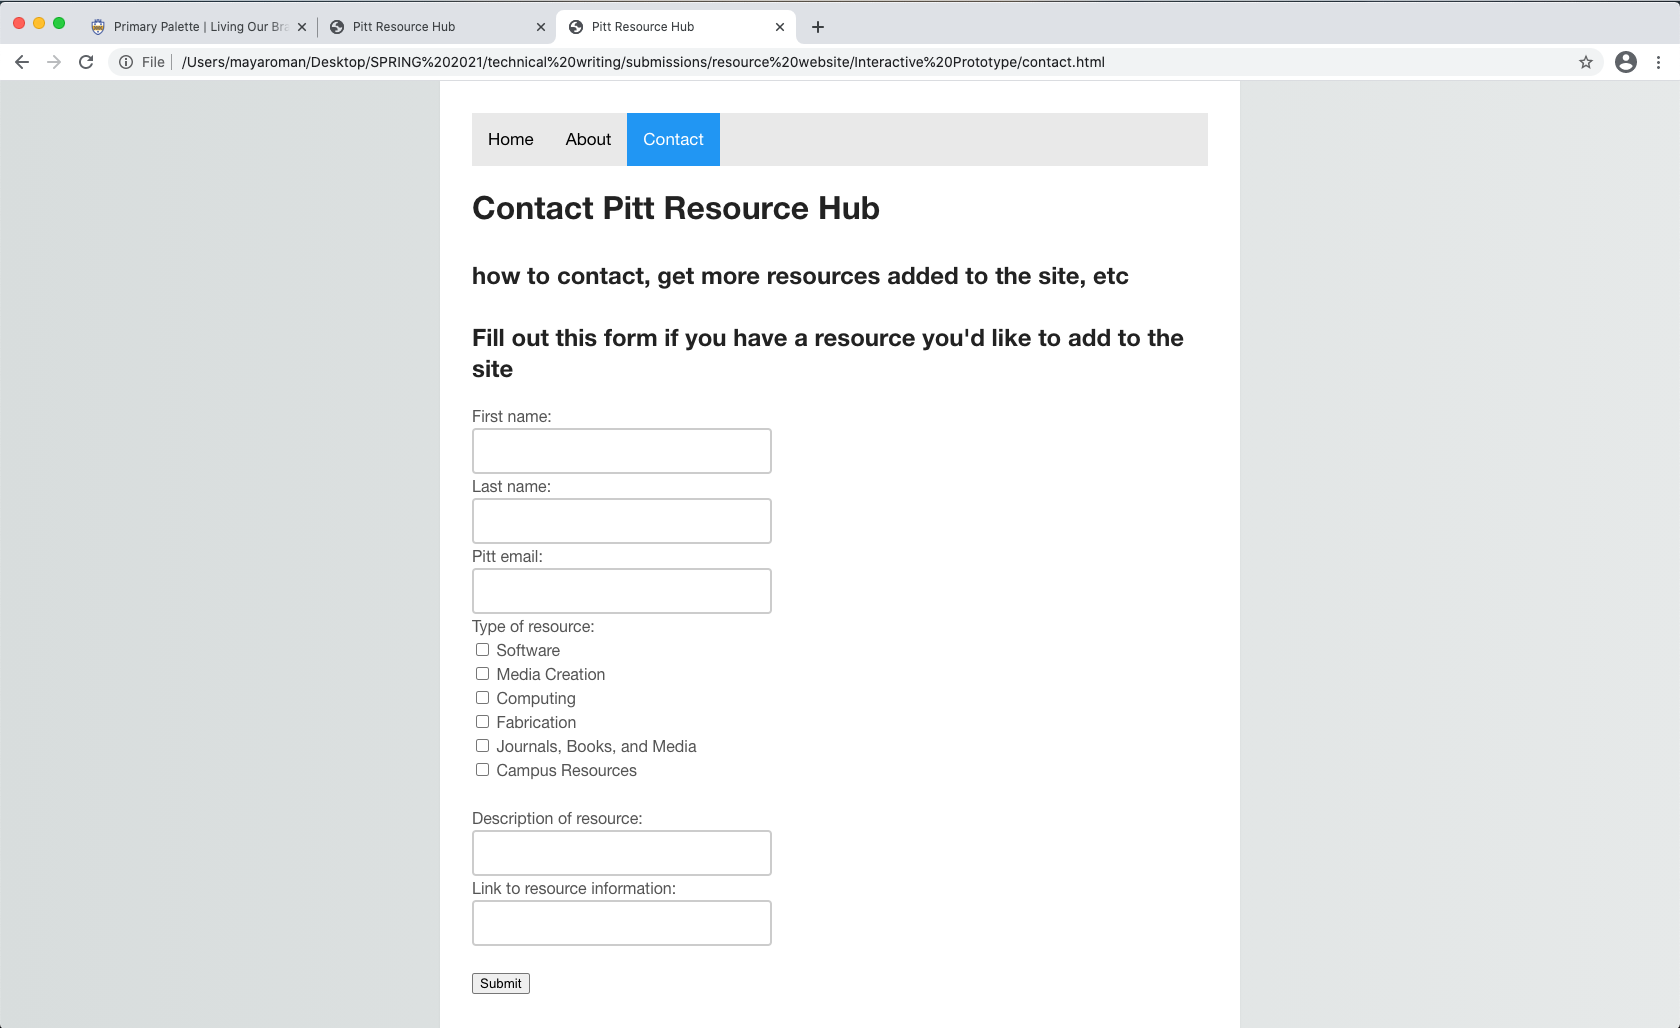 Primary Palette | Living Our Bra
Pitt Resource Hub
Pitt Resource Hub
File
/Users/mayaroman/Desktop/SPRING%202021/technical%20writing/submissions/resource%20website/Interactive%20Prototype/contact.html
Home About Contact
Contact Pitt Resource Hub
how to contact, get more resources added to the site, etc
Fill out this form if you have a resource you'd like to add to the
site
First name:
Last name:
Pitt email:
Type of resource:
Software
Media Creation
Computing
Fabrication
Journals, Books, and Media
Campus Resources
Description of resource:
Link to resource information:
Submit